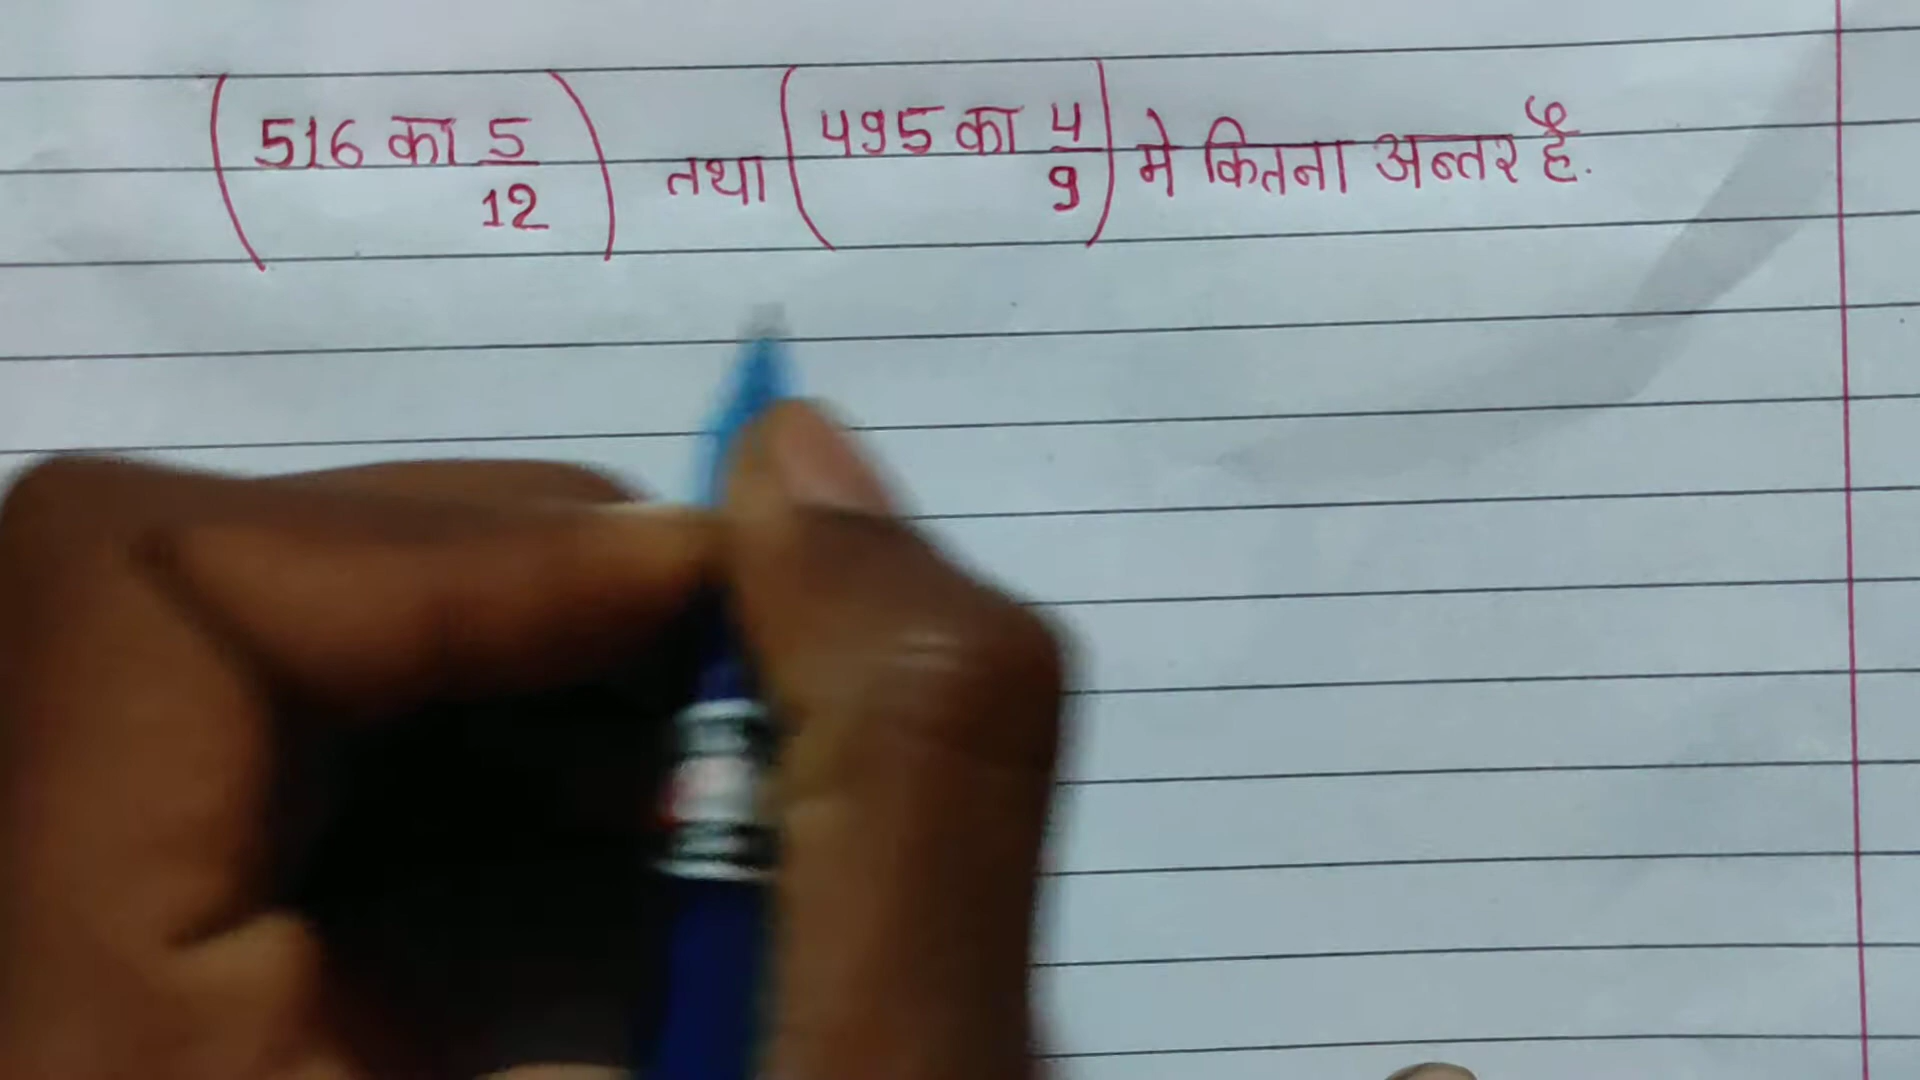 (516 का 5/12) तथा (495 का 4/9) मे कितना अन्तर है.